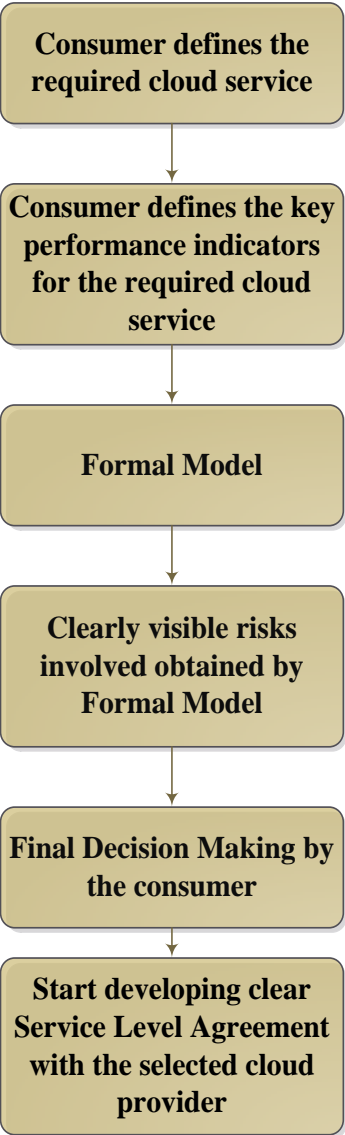 Consumer defines the
required cloud service
Consumer defines the key
performance indicators
for the required cloud
service
Formal Model
Clearly visible risks
involved obtained by
Formal Model
Final Decision Making by
the consumer
Start developing clear
Service Level Agreement
with the selected cloud
provider